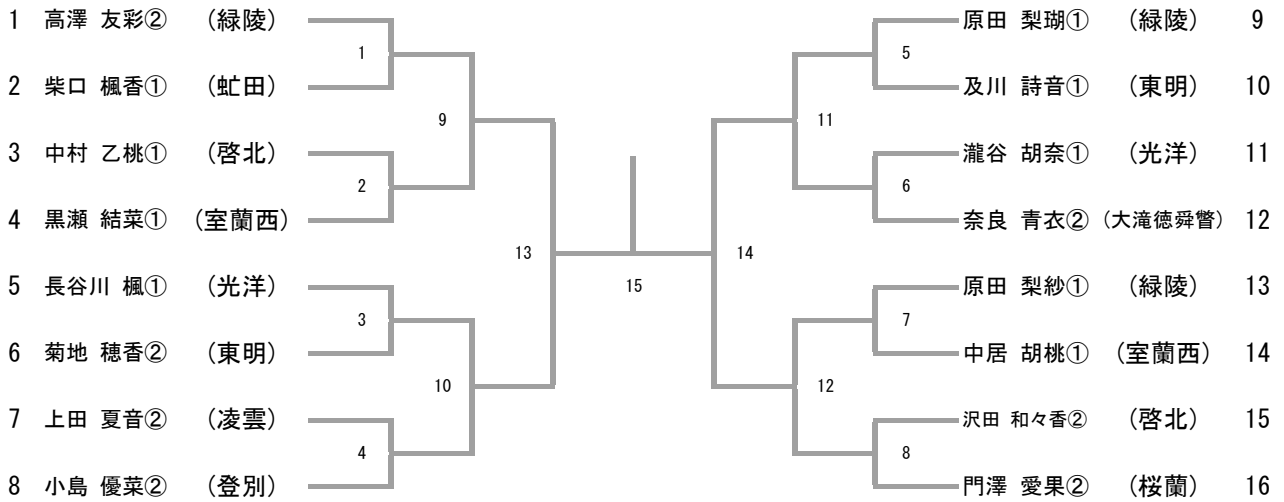 1 高澤 友彩② (緑陵)
1
2 柴口 楓香① (虻田)
9
3 中村 乙桃① (啓北)
2
4 黒瀬 結菜① (室蘭西)
13
5 長谷川 楓① (光洋)
3
6 菊地 穂香② (東明)
10
7 上田 夏音② (凌雲)
4
8 小島 優菜② (登別)
15
原田 梨瑚① (緑陵) 9
5
及川 詩音① (東明) 10
11
瀧谷 胡奈① (光洋) 11
6
奈良 青衣② (大滝徳舜瞥) 12
14
原田 梨紗① (緑陵) 13
7
中居 胡桃① (室蘭西) 14
12
沢田 和々香② (啓北) 15
8
門澤 愛果② (桜蘭) 16